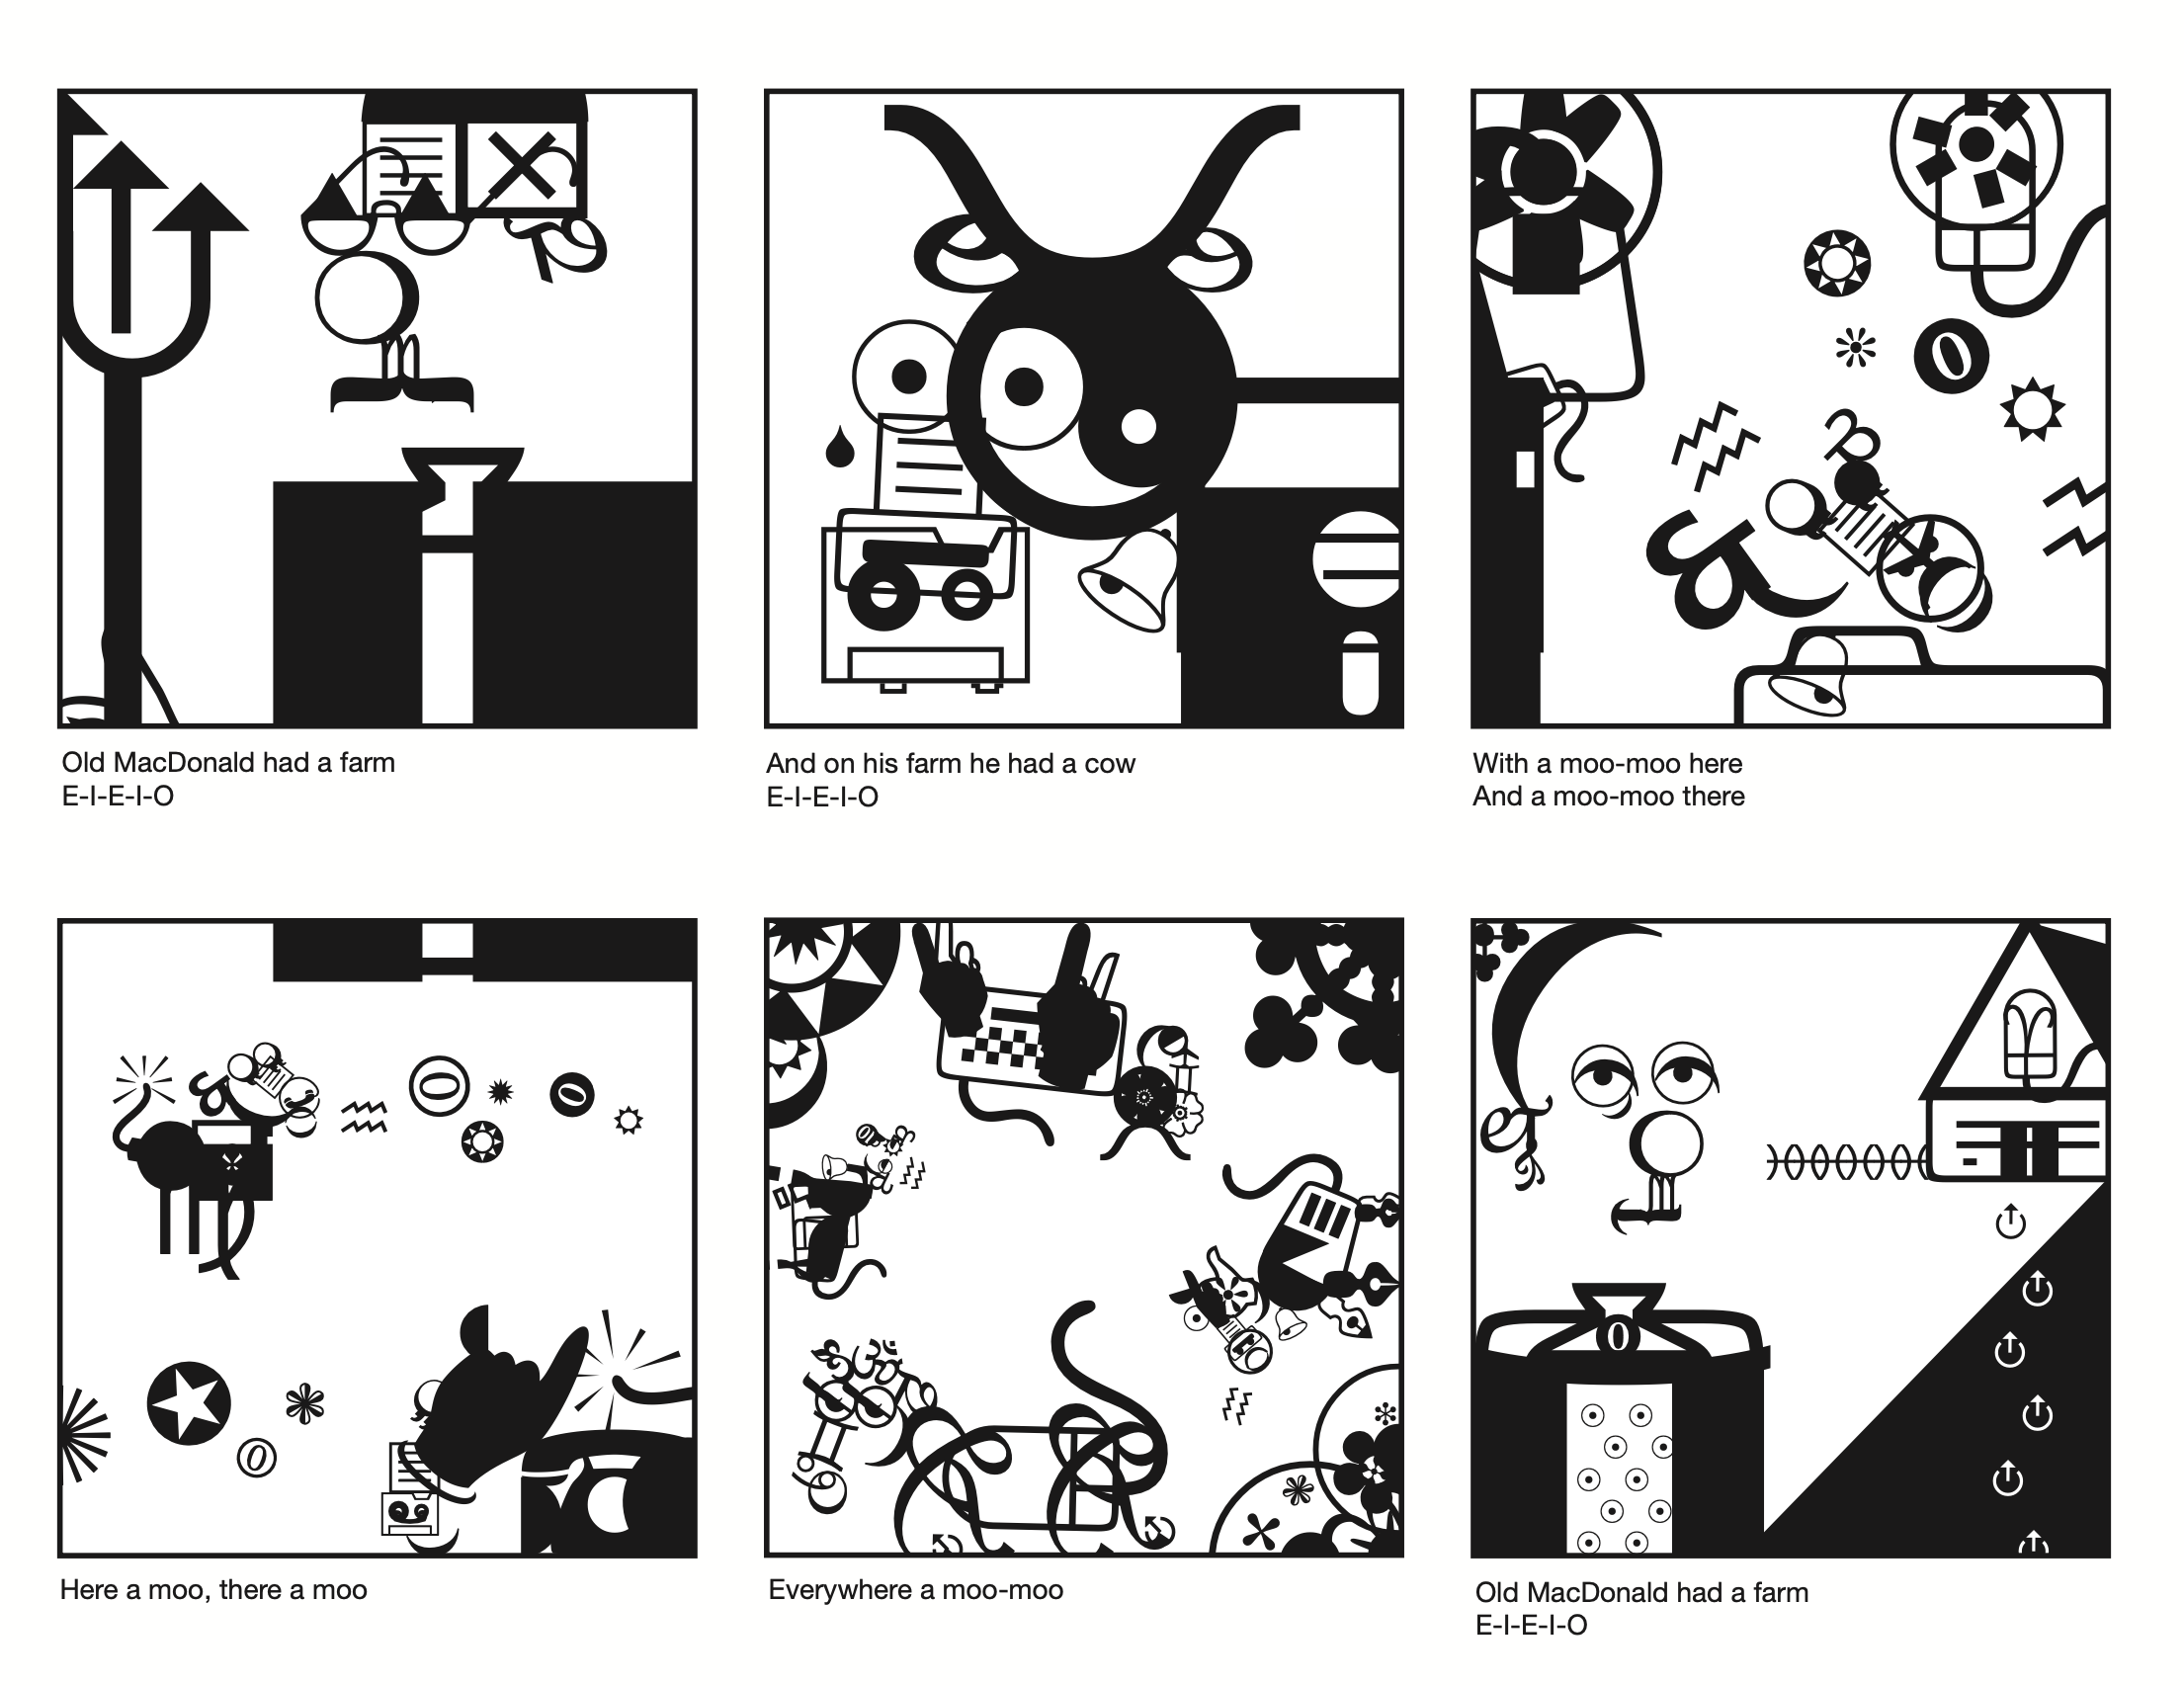 Old MacDonald had a farm
E-I-E-I-O
And on his farm he had a cow
E-I-E-I-O
With a moo-moo here
And a moo-moo there
Here a moo, there a moo
Everywhere a moo-moo
Old MacDonald had a farm
E-I-E-I-O